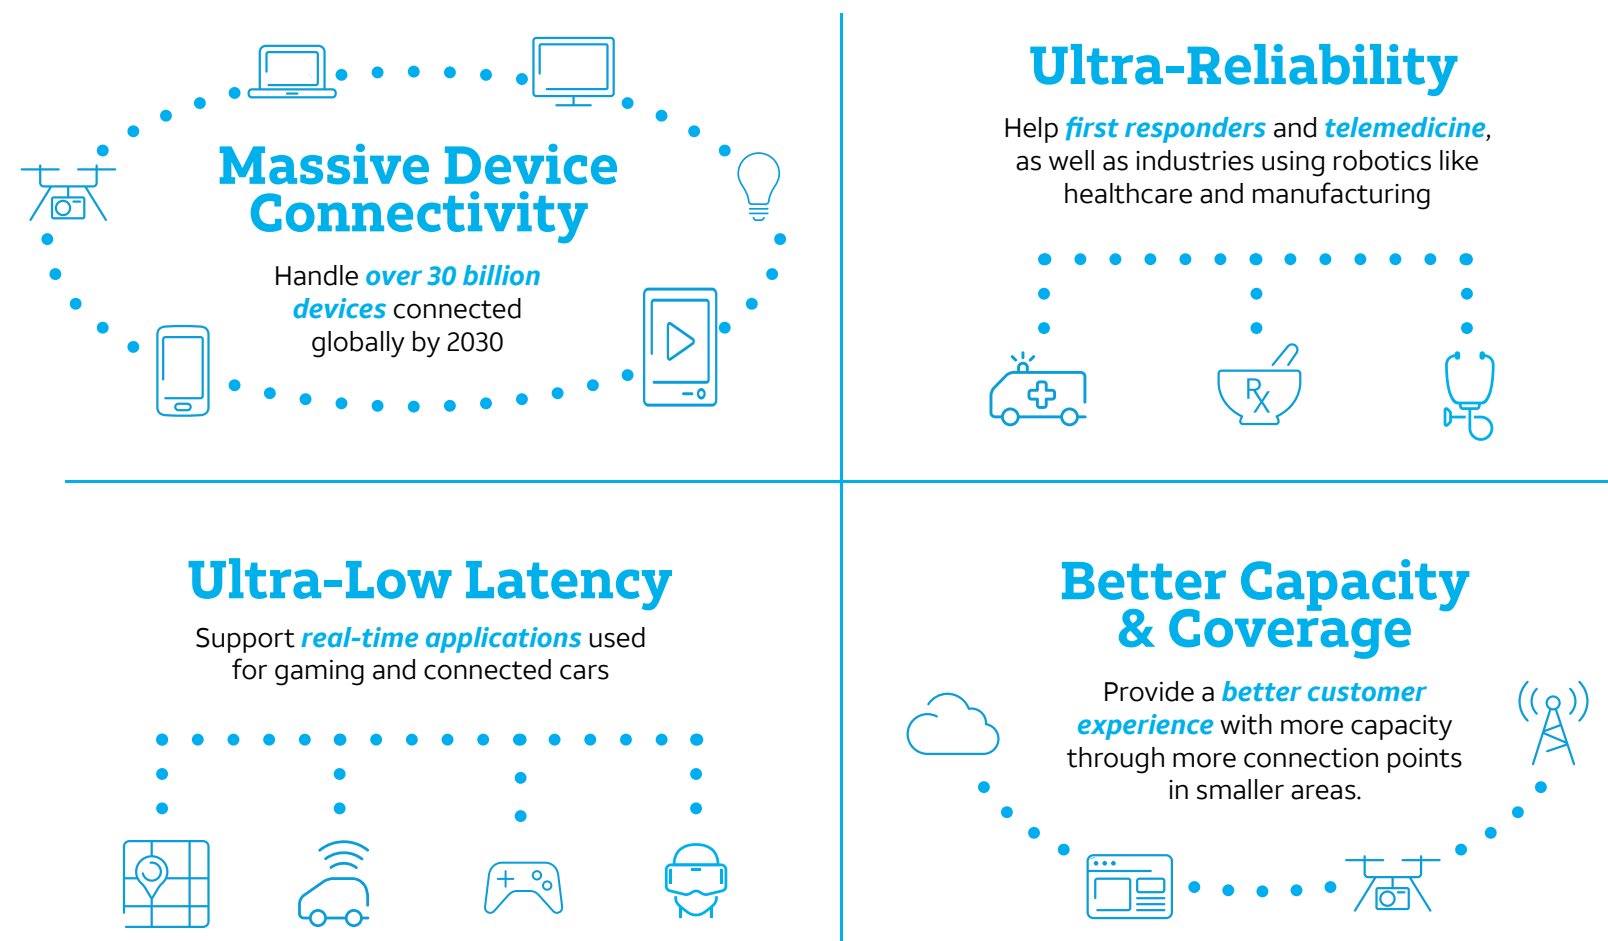 Massive Device
Connectivity
Handle over 30 billion
devices connected
globally by 2030
Ultra-Reliability
Help first responders and telemedicine,
as well as industries using robotics like
healthcare and manufacturing
Rx
Ultra-Low Latency
Support real-time applications used
for gaming and connected cars
Better Capacity
& Coverage
Provide a better customer
experience with more capacity
through more connection points
in smaller areas.